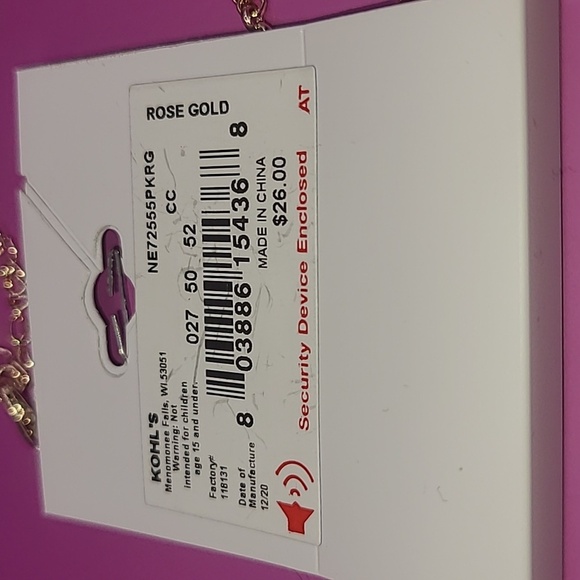 KOHL'S
Menomonee Falls, WI.53051
Warning: Not
intended for children
age 15 and under.
Factory#
118131
Date of
Manufacture
12/20
NE72555PKRG
CC
027 50 52
8 03886 15436 8
ROSE GOLD
MADE IN CHINA
$26.00
Security Device Enclosed AT